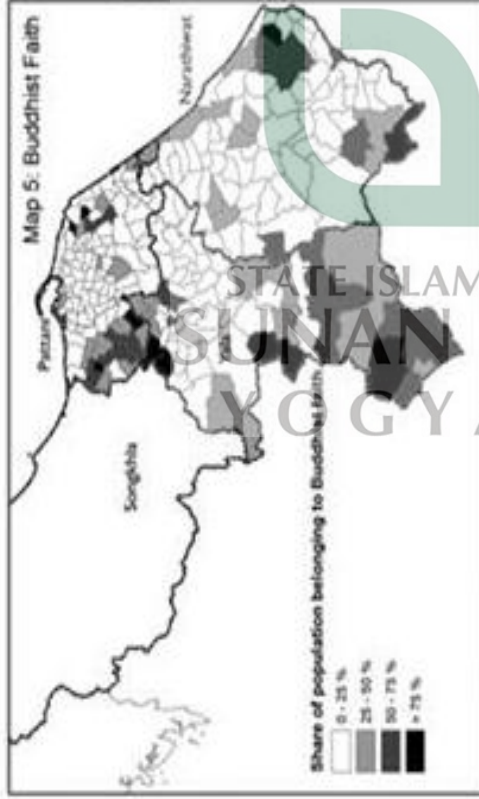 Map 5: Buddhist Faith
Narathiwat
Pattani
Songkhla
Share of population belonging to Buddhist Faith
0 - 25 %
25 - 50 %
50 - 75 %
> 75 %
STATE ISLAM
SUNAN
YOGYA